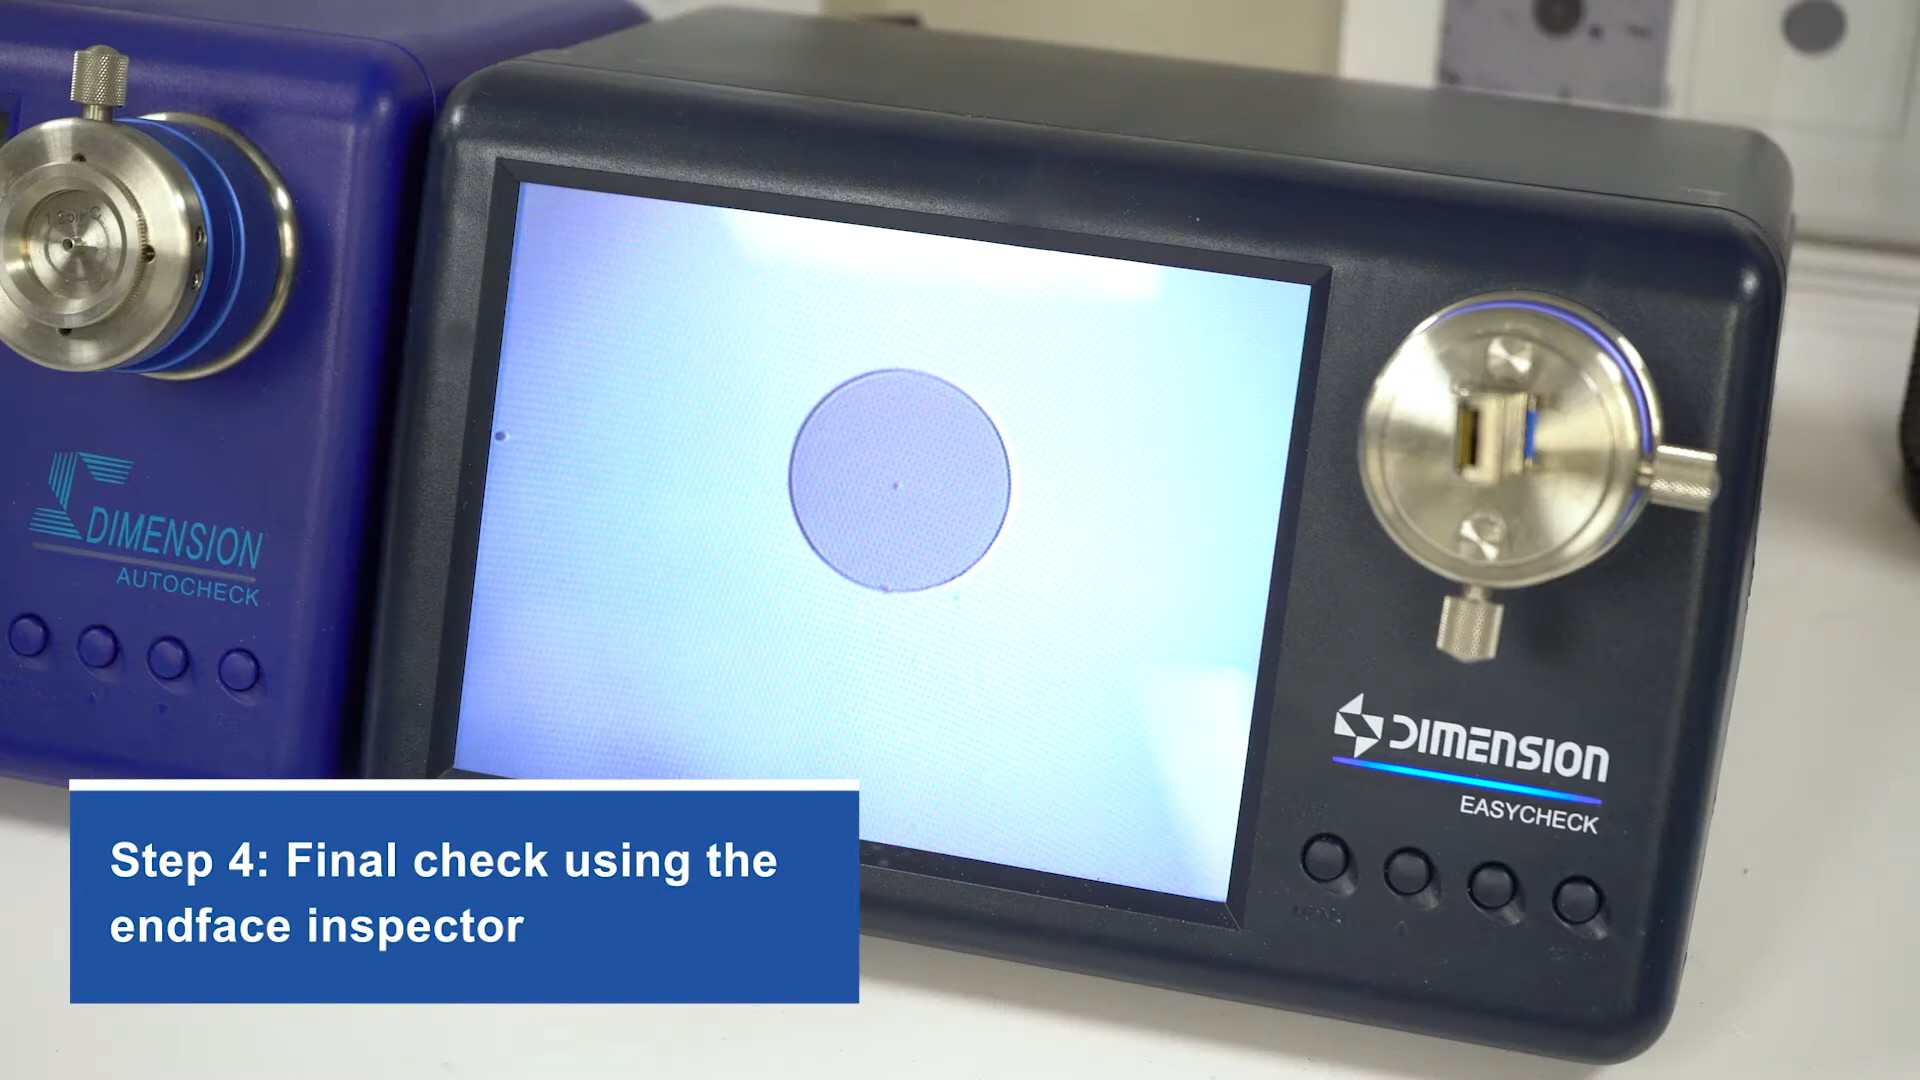 DIMENSION
AUTOCHECK
DIMENSION
EASYCHECK
Step 4: Final check using the
endface inspector